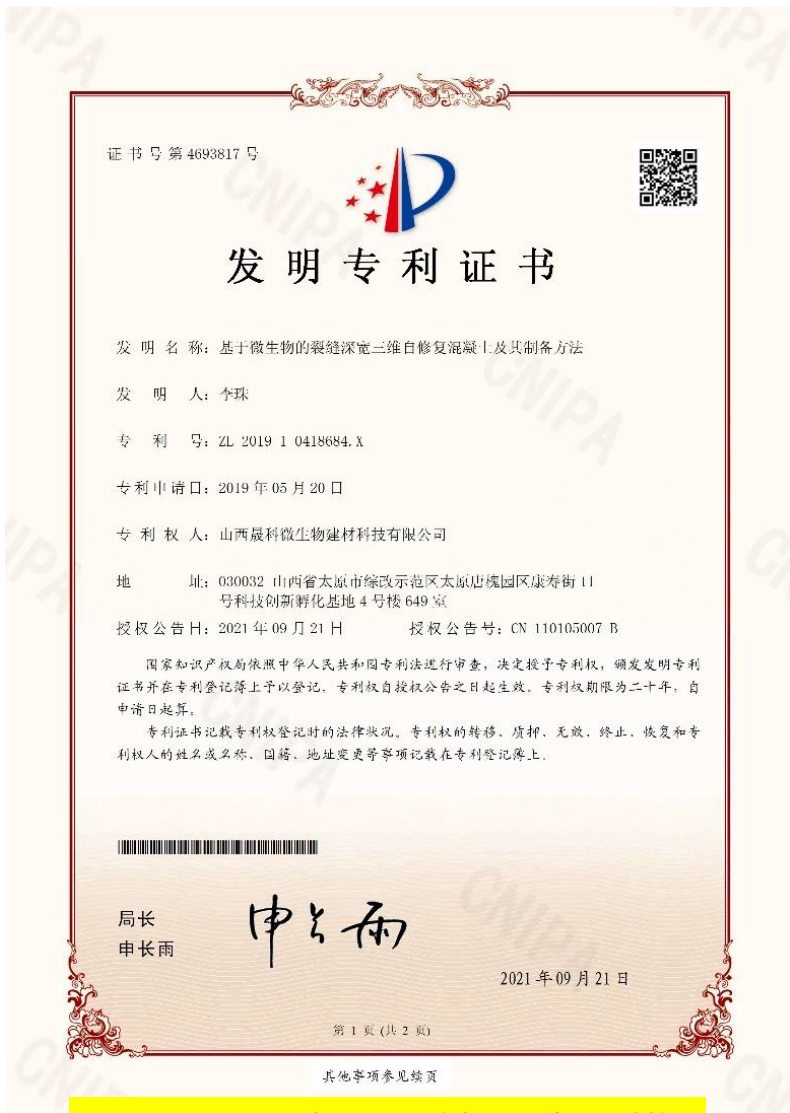 证书号第4693817号
发明专利证书
发明名称：基于微生物的裂缝深宽三维自修复混凝土及其制备方法
发明人：李珠
专利号：ZL 2019 1 0418684.X
专利申请日：2019年05月20日
专利权人：山西晟科微生物建材科技有限公司
地址：030032 山西省太原市综改示范区太原唐槐园区康寿街11
号科技创新孵化基地4号楼649室
授权公告日：2021年09月21日 授权公告号：CN 110105007 B
国家知识产权局依照中华人民共和国专利法进行审查，决定授予专利权，颁发发明专利
证书并在专利登记簿上予以登记。专利权自授权公告之日起生效。专利权期限为二十年，自
申请日起算。
专利证书记载专利权登记时的法律状况。专利权的转移、质押、无效、终止、恢复和专
利权人的姓名或名称、国籍、地址变更等事项记载在专利登记簿上。
局长
申长雨
申长雨
2021年09月21日
第 1 页 (共 2 页)
其他事项参见续页
CNIPA
CNIPA
CNIPA
CNIPA